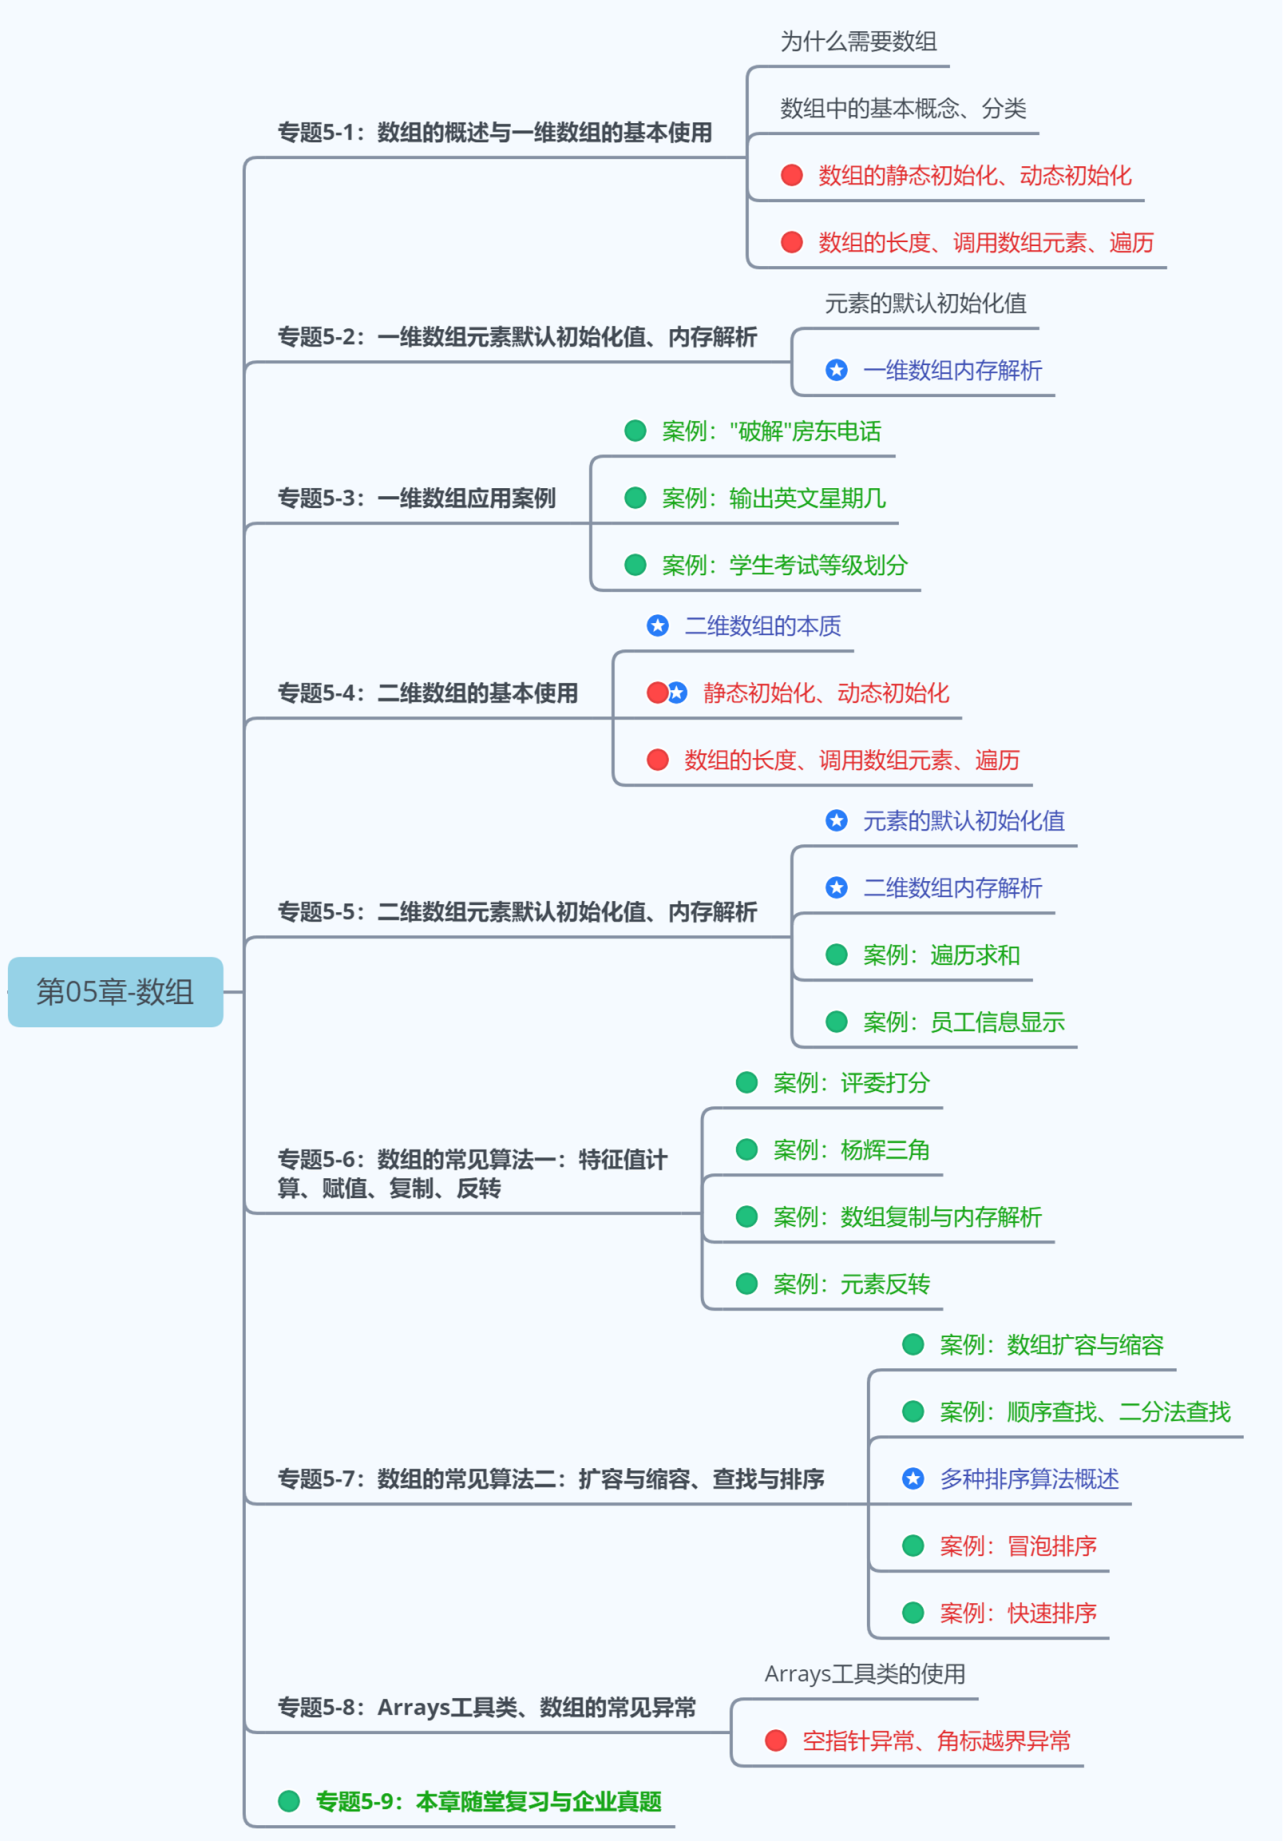 第05章-数组
专题5-1：数组的概述与一维数组的基本使用
为什么需要数组
数组中的基本概念、分类
数组的静态初始化、动态初始化
数组的长度、调用数组元素、遍历
专题5-2：一维数组元素默认初始化值、内存解析
元素的默认初始化值
一维数组内存解析
专题5-3：一维数组应用案例
案例："破解"房东电话
案例：输出英文星期几
案例：学生考试等级划分
专题5-4：二维数组的基本使用
二维数组的本质
静态初始化、动态初始化
数组的长度、调用数组元素、遍历
专题5-5：二维数组元素默认初始化值、内存解析
元素的默认初始化值
二维数组内存解析
案例：遍历求和
案例：员工信息显示
专题5-6：数组的常见算法一：特征值计
算、赋值、复制、反转
案例：评委打分
案例：杨辉三角
案例：数组复制与内存解析
案例：元素反转
专题5-7：数组的常见算法二：扩容与缩容、查找与排序
案例：数组扩容与缩容
案例：顺序查找、二分法查找
多种排序算法概述
案例：冒泡排序
案例：快速排序
专题5-8：Arrays工具类、数组的常见异常
Arrays工具类的使用
空指针异常、角标越界异常
专题5-9：本章随堂复习与企业真题